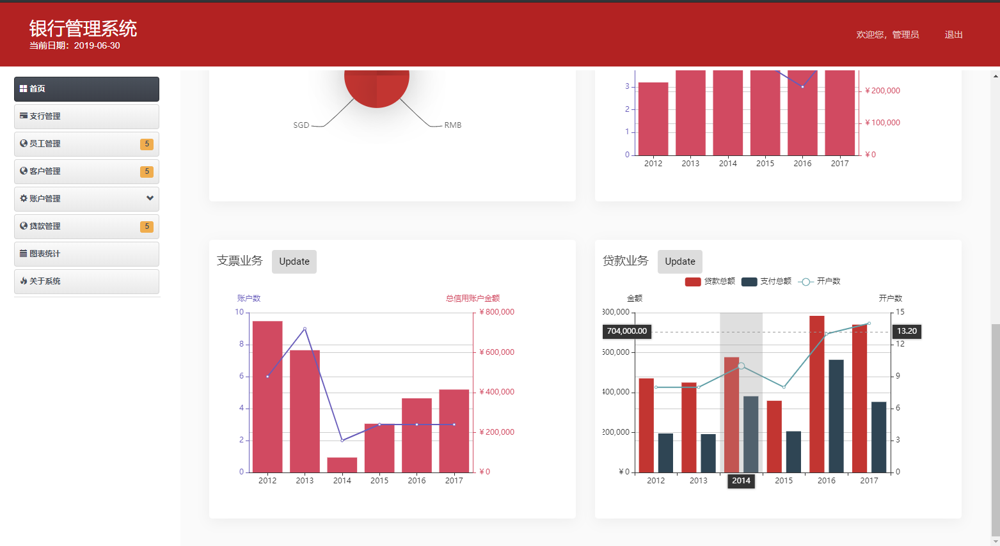 银行管理系统
当前日期：2019-06-30
欢迎您，管理员
退出
首页
支行管理
员工管理 5
客户管理 5
账户管理
贷款管理 5
图表统计
关于系统
SGD
RMB
3
2
1
0
¥ 200,000
¥ 100,000
¥ 0
2012 2013 2014 2015 2016 2017
支票业务 Update
账户数
总信用账户金额
10
8
6
4
2
0
¥ 800,000
¥ 600,000
¥ 400,000
¥ 200,000
¥ 0
2012 2013 2014 2015 2016 2017
贷款业务 Update
贷款总额 支付总额 开户数
金额
开户数
800,000
704,000.00
600,000
400,000
200,000
¥ 0
15
13.20
12
9
6
3
0
2012 2013 2014 2015 2016 2017